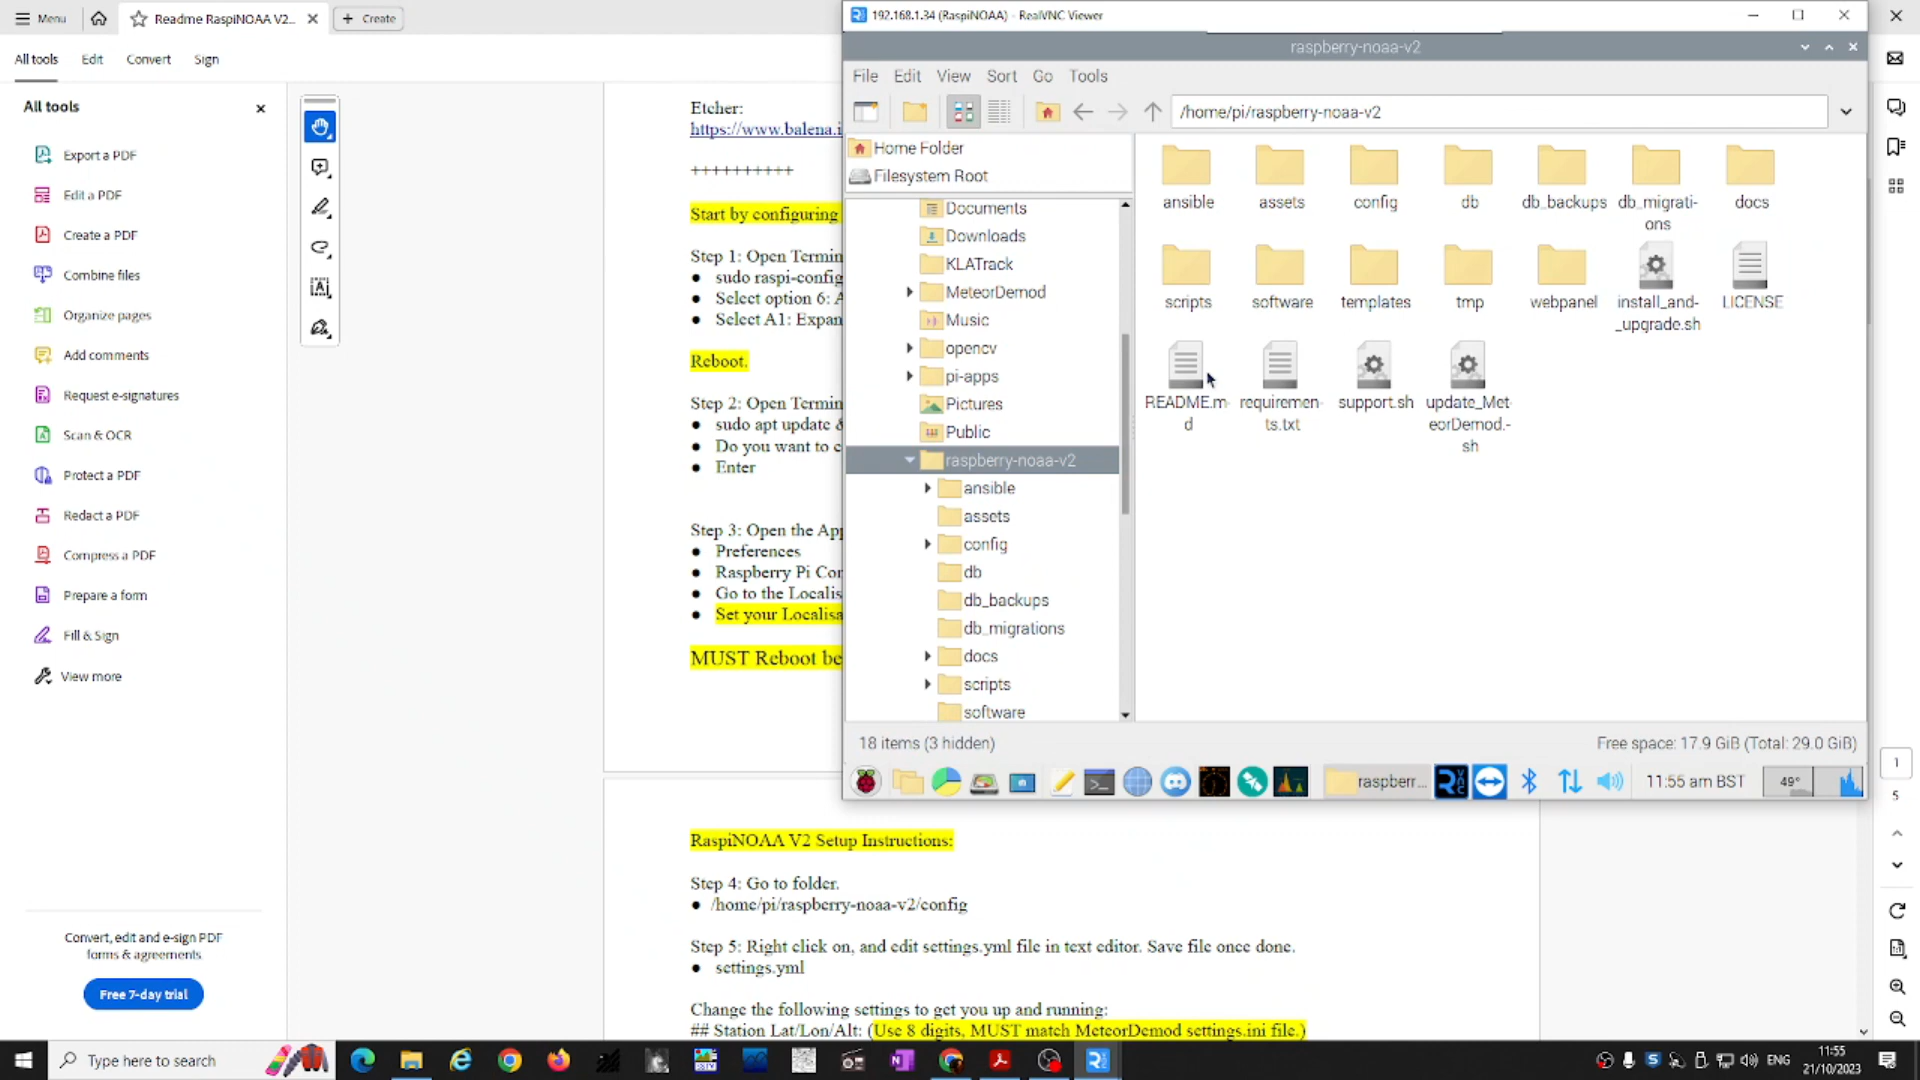 Menu
Readme RaspiNOAA V2...
Create
All tools
Edit
Convert
Sign
All tools
Export a PDF
Edit a PDF
Create a PDF
Combine files
Organize pages
Add comments
Request e-signatures
Scan & OCR
Protect a PDF
Redact a PDF
Compress a PDF
Prepare a form
Fill & Sign
View more
Convert, edit and e-sign PDF
forms & agreements
Free 7-day trial
Etcher:
https://www.balena.i
++++++++++
Start by configuring
Step 1: Open Termin
● sudo raspi-config
● Select option 6: A
● Select A1: Expan
Reboot.
Step 2: Open Termin
● sudo apt update &
● Do you want to c
● Enter
Step 3: Open the App
● Preferences
● Raspberry Pi Con
● Go to the Localis
● Set your Localisa
MUST Reboot be
RaspiNOAA V2 Setup Instructions:
Step 4: Go to folder.
● /home/pi/raspberry-noaa-v2/config
Step 5: Right click on, and edit settings.yml file in text editor. Save file once done.
● settings.yml
Change the following settings to get you up and running:
## Station Lat/Lon/Alt: (Use 8 digits, MUST match MeteorDemod settings.ini file.)
192.168.1.34 (RaspiNOAA) - RealVNC Viewer
raspberry-noaa-v2
File Edit View Sort Go Tools
/home/pi/raspberry-noaa-v2
Home Folder
Filesystem Root
Documents
Downloads
KLATrack
MeteorDemod
Music
opencv
pi-apps
Pictures
Public
raspberry-noaa-v2
ansible
assets
config
db
db_backups
db_migrations
docs
scripts
software
ansible
assets
config
db
db_backups
db_migrati-
ons
docs
scripts
software
templates
tmp
webpanel
install_and-
_upgrade.sh
LICENSE
README.m-
d
requiremen-
ts.txt
support.sh
update_Met-
eorDemod.-
sh
18 items (3 hidden)
Free space: 17.9 GiB (Total: 29.0 GiB)
raspberr...
11:55 am BST
49°
1
5
Type here to search
ENG
11:55
21/10/2023